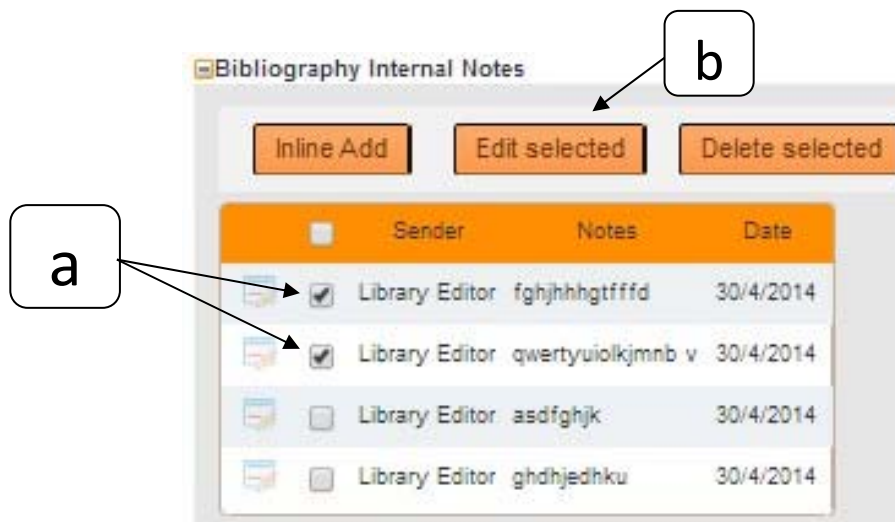 Bibliography Internal Notes
b
Inline Add Edit selected Delete selected
Sender Notes Date
a
Library Editor fghjhhhgtfffd 30/4/2014
Library Editor qwertyuiolkjmnb v 30/4/2014
Library Editor asdfghjk 30/4/2014
Library Editor ghdhjedhku 30/4/2014